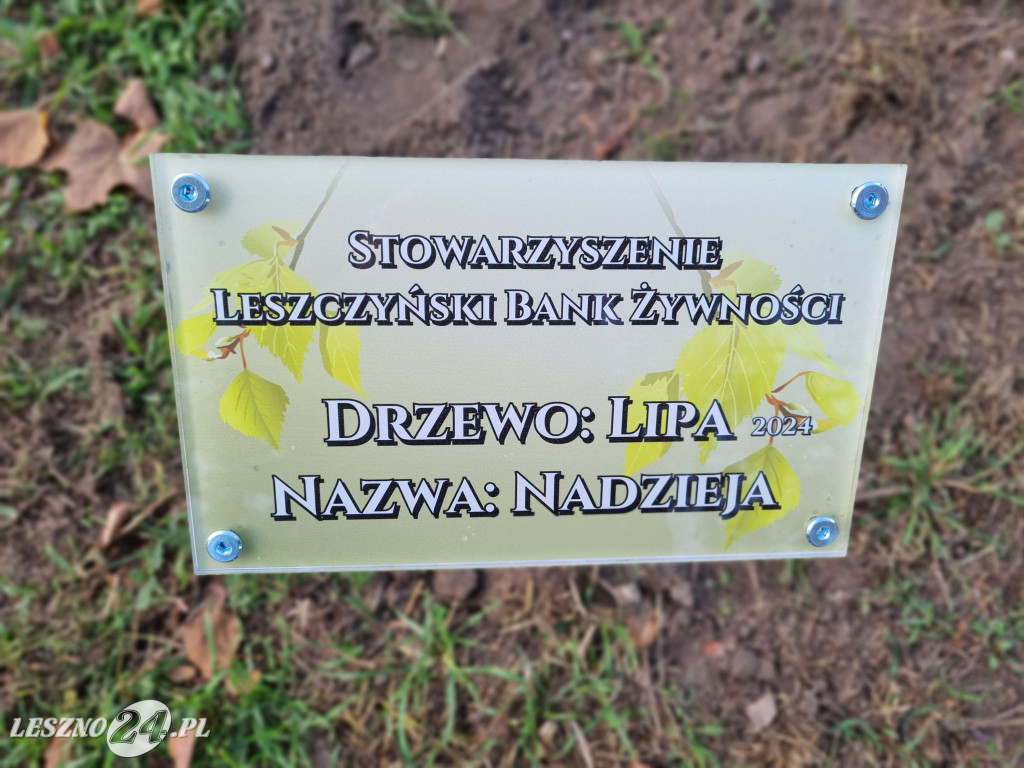 Stowarzyszenie
Leszczyński Bank Żywności
Drzewo: Lipa 2024
Nazwa: Nadzieja
LESZNO24.PL